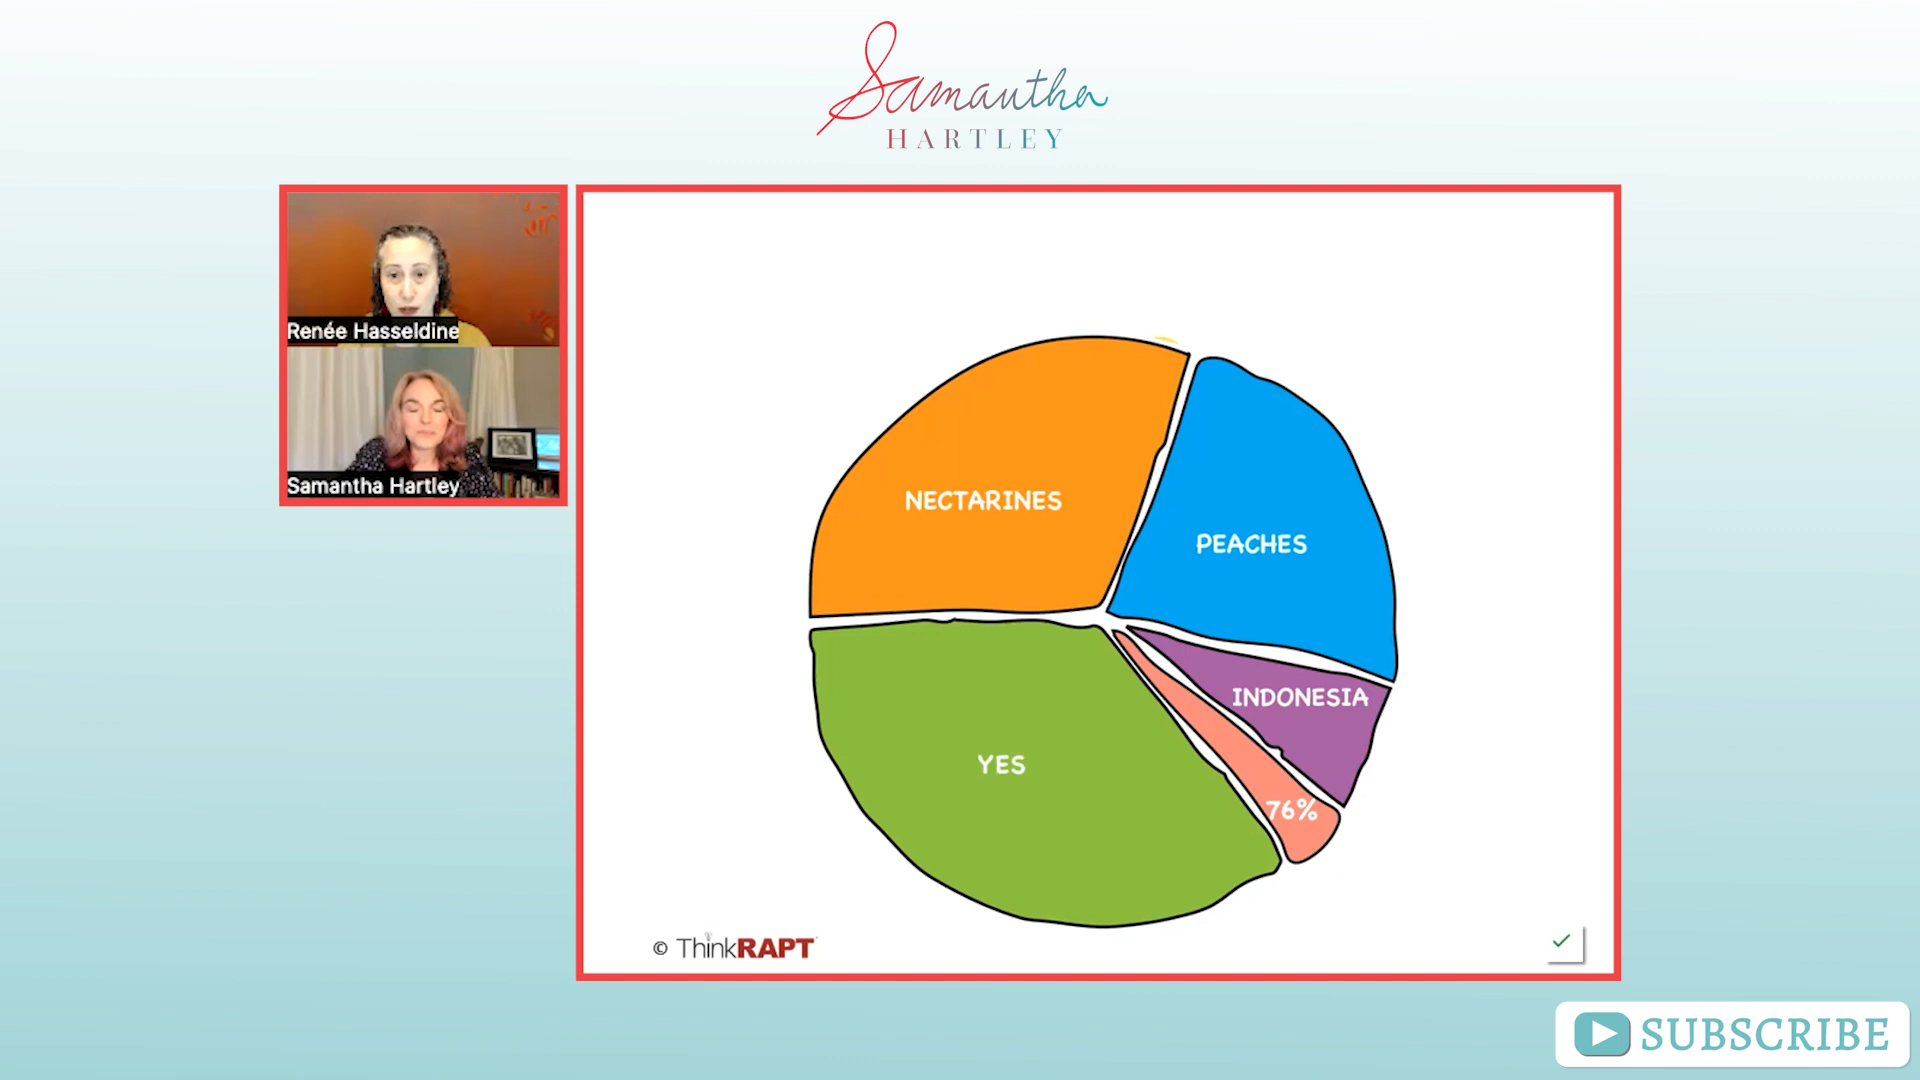 Samantha
HARTLEY
Renée Hasseldine
Samantha Hartley
NECTARINES
PEACHES
INDONESIA
YES
76%
© ThinkRAPT
SUBSCRIBE